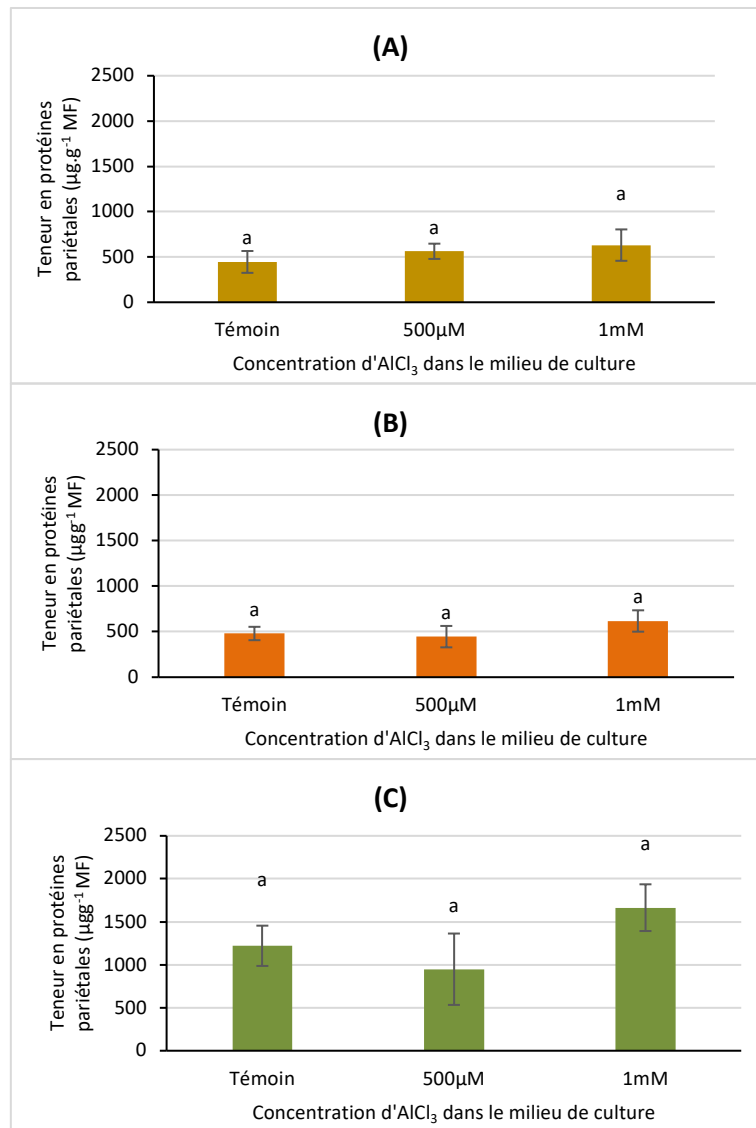 (A)
Teneur en protéines
pariétales (µg.g⁻¹ MF)
2500
2000
1500
1000
500
0
a
a
a
Témoin
500µM
1mM
Concentration d'AlCl₃ dans le milieu de culture
(B)
Teneur en protéines
pariétales (µgg⁻¹ MF)
2500
2000
1500
1000
500
0
a
a
a
Témoin
500µM
1mM
Concentration d'AlCl₃ dans le milieu de culture
(C)
Teneur en protéines
pariétales (µgg⁻¹ MF)
2500
2000
1500
1000
500
0
a
a
a
Témoin
500µM
1mM
Concentration d'AlCl₃ dans le milieu de culture